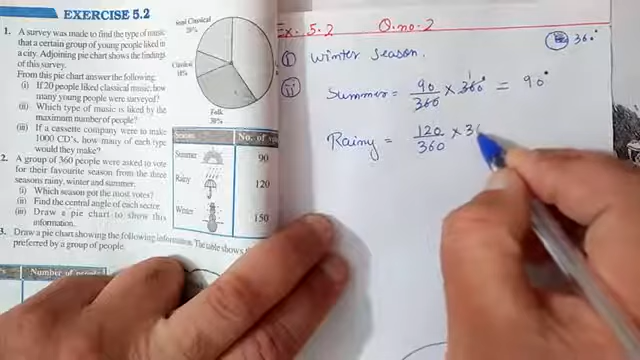 EXERCISE 5.2
1. A survey was made to find the type of music
that a certain group of young people liked in
a city. Adjoining pie chart shows the findings
of this survey.
From this pie chart answer the following:
(i) If 20 people liked classical music, how
many young people were surveyed?
(ii) Which type of music is liked by the
maximum number of people?
(iii) If a cassette company were to make
1000 CD's, how many of each type
would they make?
2. A group of 360 people were asked to vote
for their favourite season from the three
seasons rainy, winter and summer.
(i) Which season got the most votes?
(ii) Find the central angle of each sector.
(iii) Draw a pie chart to show this
information.
3. Draw a pie chart showing the following information. The table shows
preferred by a group of people.
Number of people
Semi Classical
20%
Classical
10%
Folk
30%
Season
No. of
Summer
90
Rainy
120
Winter
150
Ex. 5.2 Q.no.2
360°
(i) Winter season.
(ii)
Summer = 90/360 × 360° = 90°
Rainy = 120/360 × 36